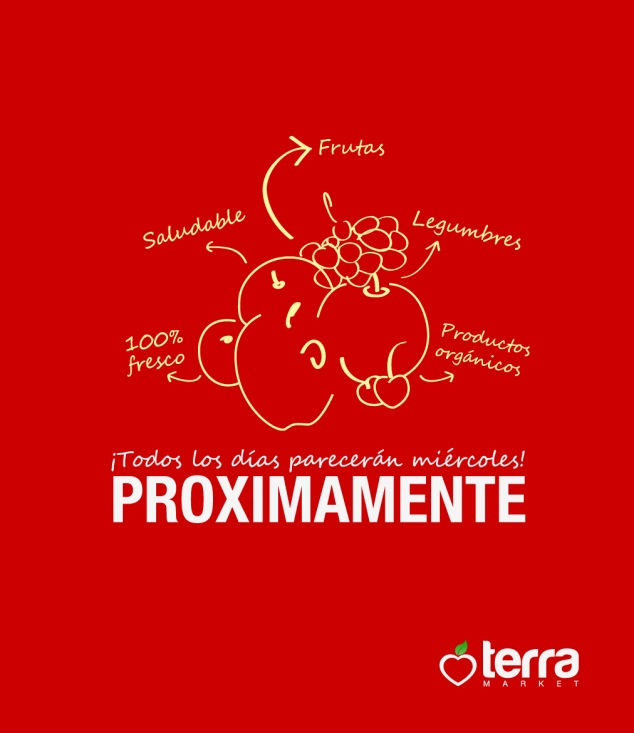 Frutas
Saludable
Legumbres
100%
fresco
Productos
orgánicos
¡Todos los días parecerán miércoles!
PROXIMAMENTE
terra
MARKET